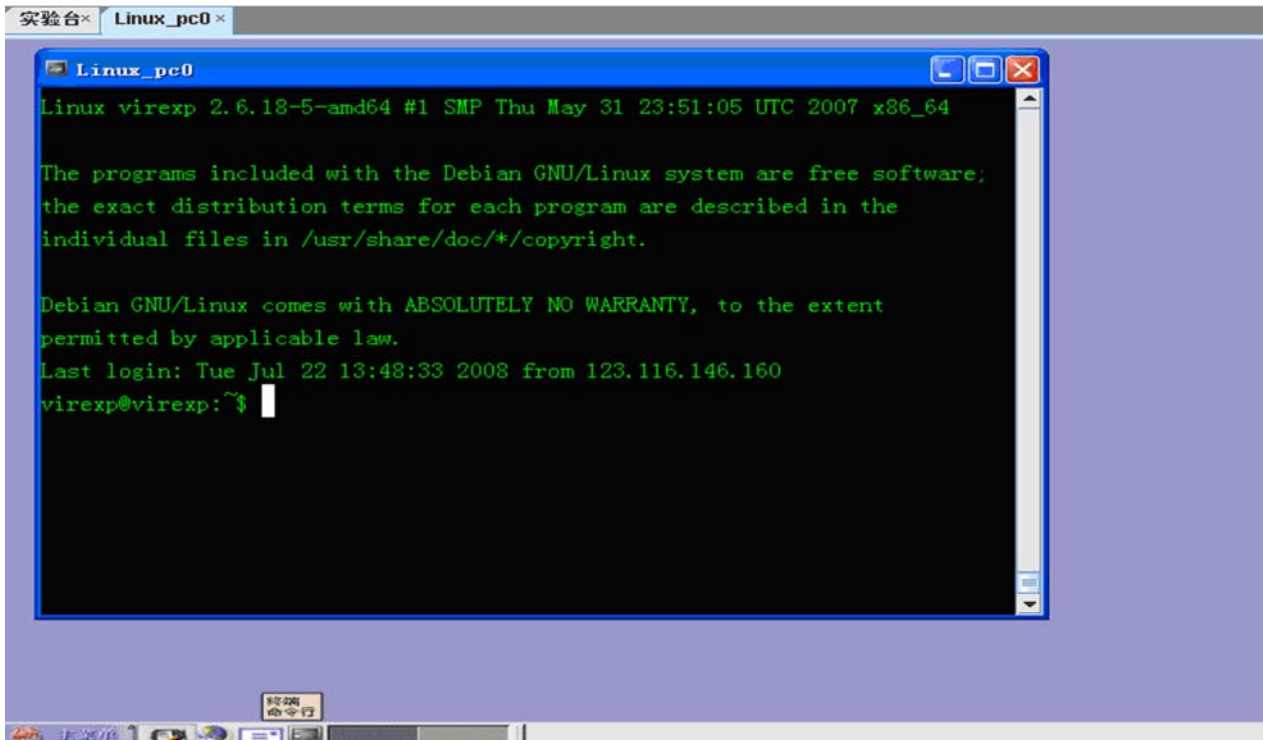 实验台×
Linux_pc0×
Linux_pc0
Linux virexp 2.6.18-5-amd64 #1 SMP Thu May 31 23:51:05 UTC 2007 x86_64
The programs included with the Debian GNU/Linux system are free software;
the exact distribution terms for each program are described in the
individual files in /usr/share/doc/*/copyright.
Debian GNU/Linux comes with ABSOLUTELY NO WARRANTY, to the extent
permitted by applicable law.
Last login: Tue Jul 22 13:48:33 2008 from 123.116.146.160
virexp@virexp:~$
终端
命令行